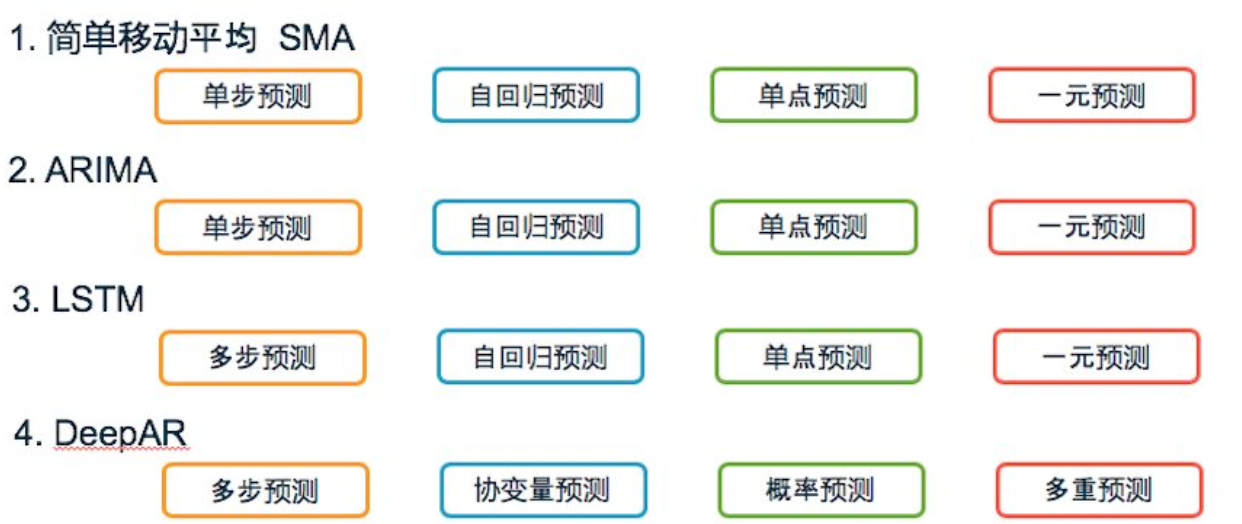 1. 简单移动平均 SMA
单步预测 自回归预测 单点预测 一元预测
2. ARIMA
单步预测 自回归预测 单点预测 一元预测
3. LSTM
多步预测 自回归预测 单点预测 一元预测
4. DeepAR
多步预测 协变量预测 概率预测 多重预测